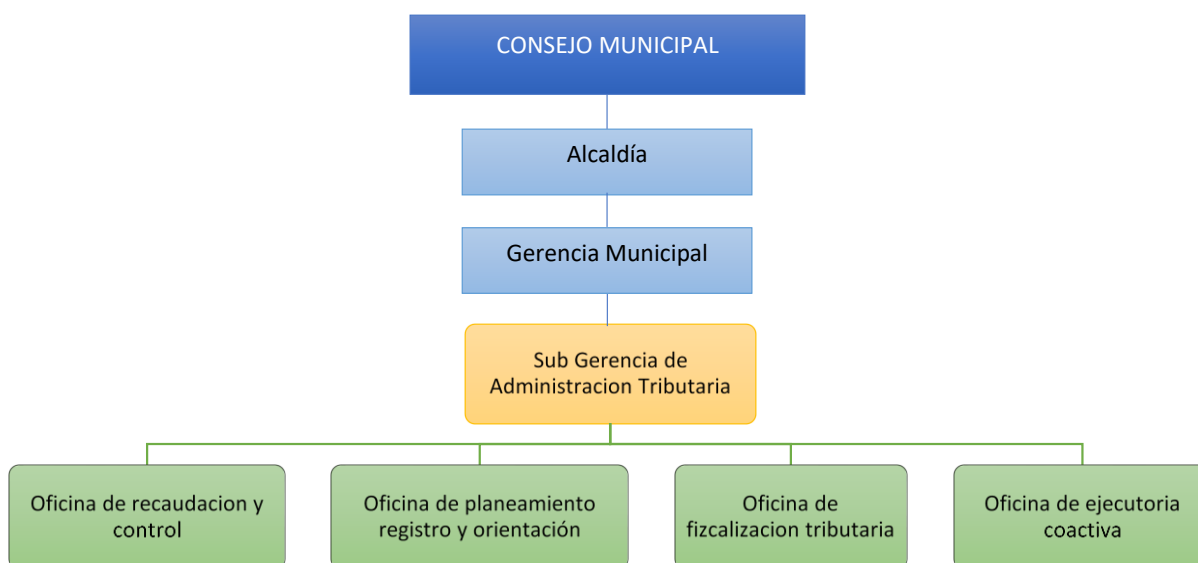 CONSEJO MUNICIPAL
Alcaldía
Gerencia Municipal
Sub Gerencia de
Administracion Tributaria
Oficina de recaudacion y
control
Oficina de planeamiento
registro y orientación
Oficina de
fizcalizacion tributaria
Oficina de ejecutoria
coactiva